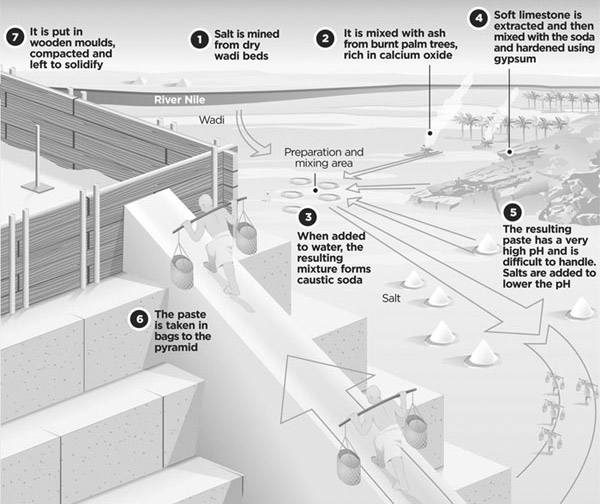 7 It is put in
wooden moulds,
compacted and
left to solidify
1 Salt is mined
from dry
wadi beds
2 It is mixed with ash
from burnt palm trees,
rich in calcium oxide
4 Soft limestone is
extracted and then
mixed with the soda
and hardened using
gypsum
River Nile
Wadi
Preparation and
mixing area
3
When added
to water, the
resulting
mixture forms
caustic soda
5
The resulting
paste has a very
high pH and is
difficult to handle.
Salts are added to
lower the pH
Salt
6 The paste
is taken in
bags to the
pyramid